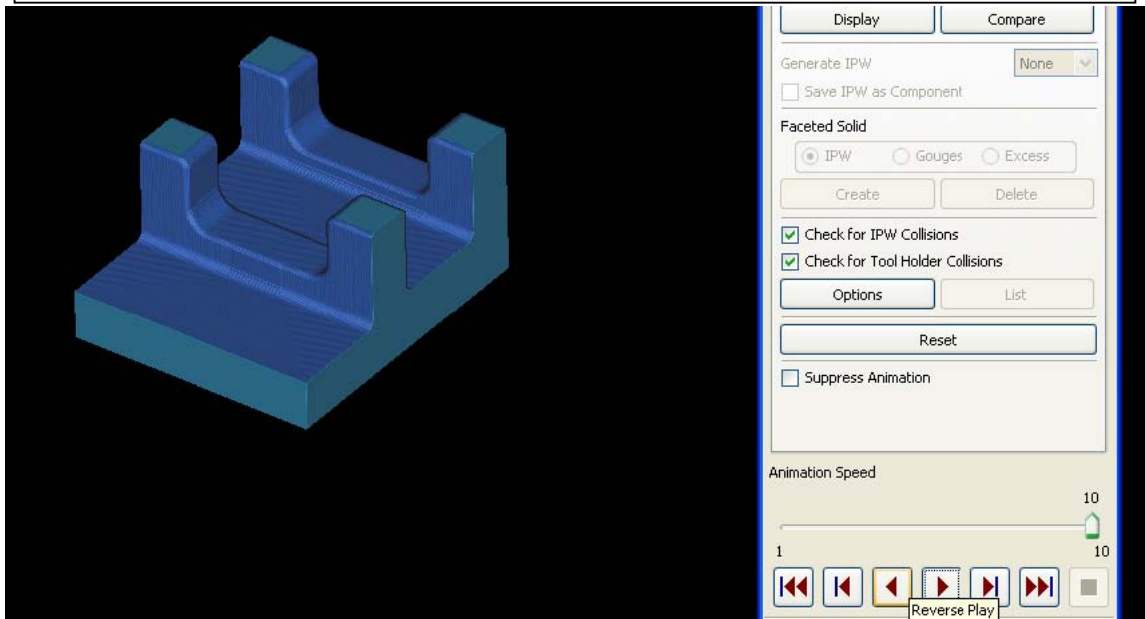 Display Compare
Generate IPW None
Save IPW as Component
Faceted Solid
IPW Gouges Excess
Create Delete
Check for IPW Collisions
Check for Tool Holder Collisions
Options List
Reset
Suppress Animation
Animation Speed
10
1 10
Reverse Play